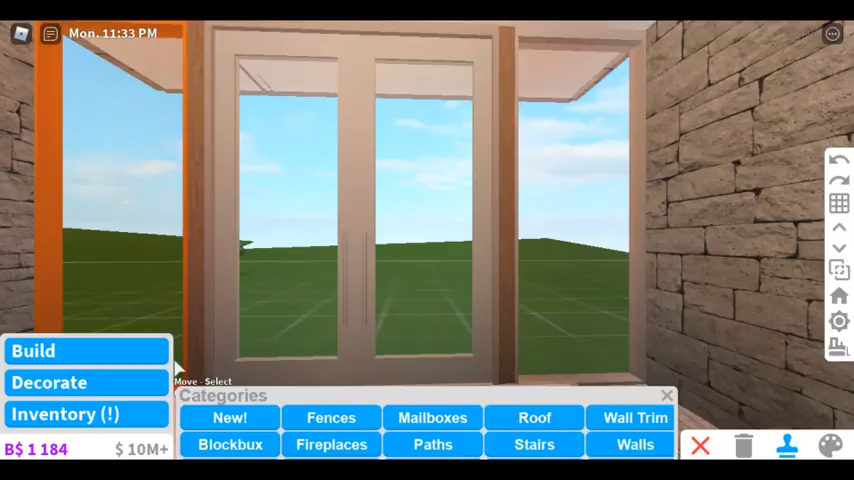 Mon. 11:33 PM
Build
Decorate
Inventory (!)
B$ 1 184
$ 10M+
Move - Select
Categories
New!
Fences
Mailboxes
Roof
Wall Trim
Blockbux
Fireplaces
Paths
Stairs
Walls